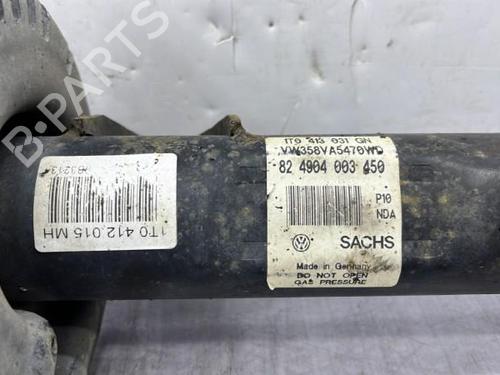 1T0 413 031 GN
VW358VA5470WD
82 4904 003 450
P10
NDA
SACHS
Made in Germany
DO NOT OPEN
GAS PRESSURE
1T0 412.015 MH